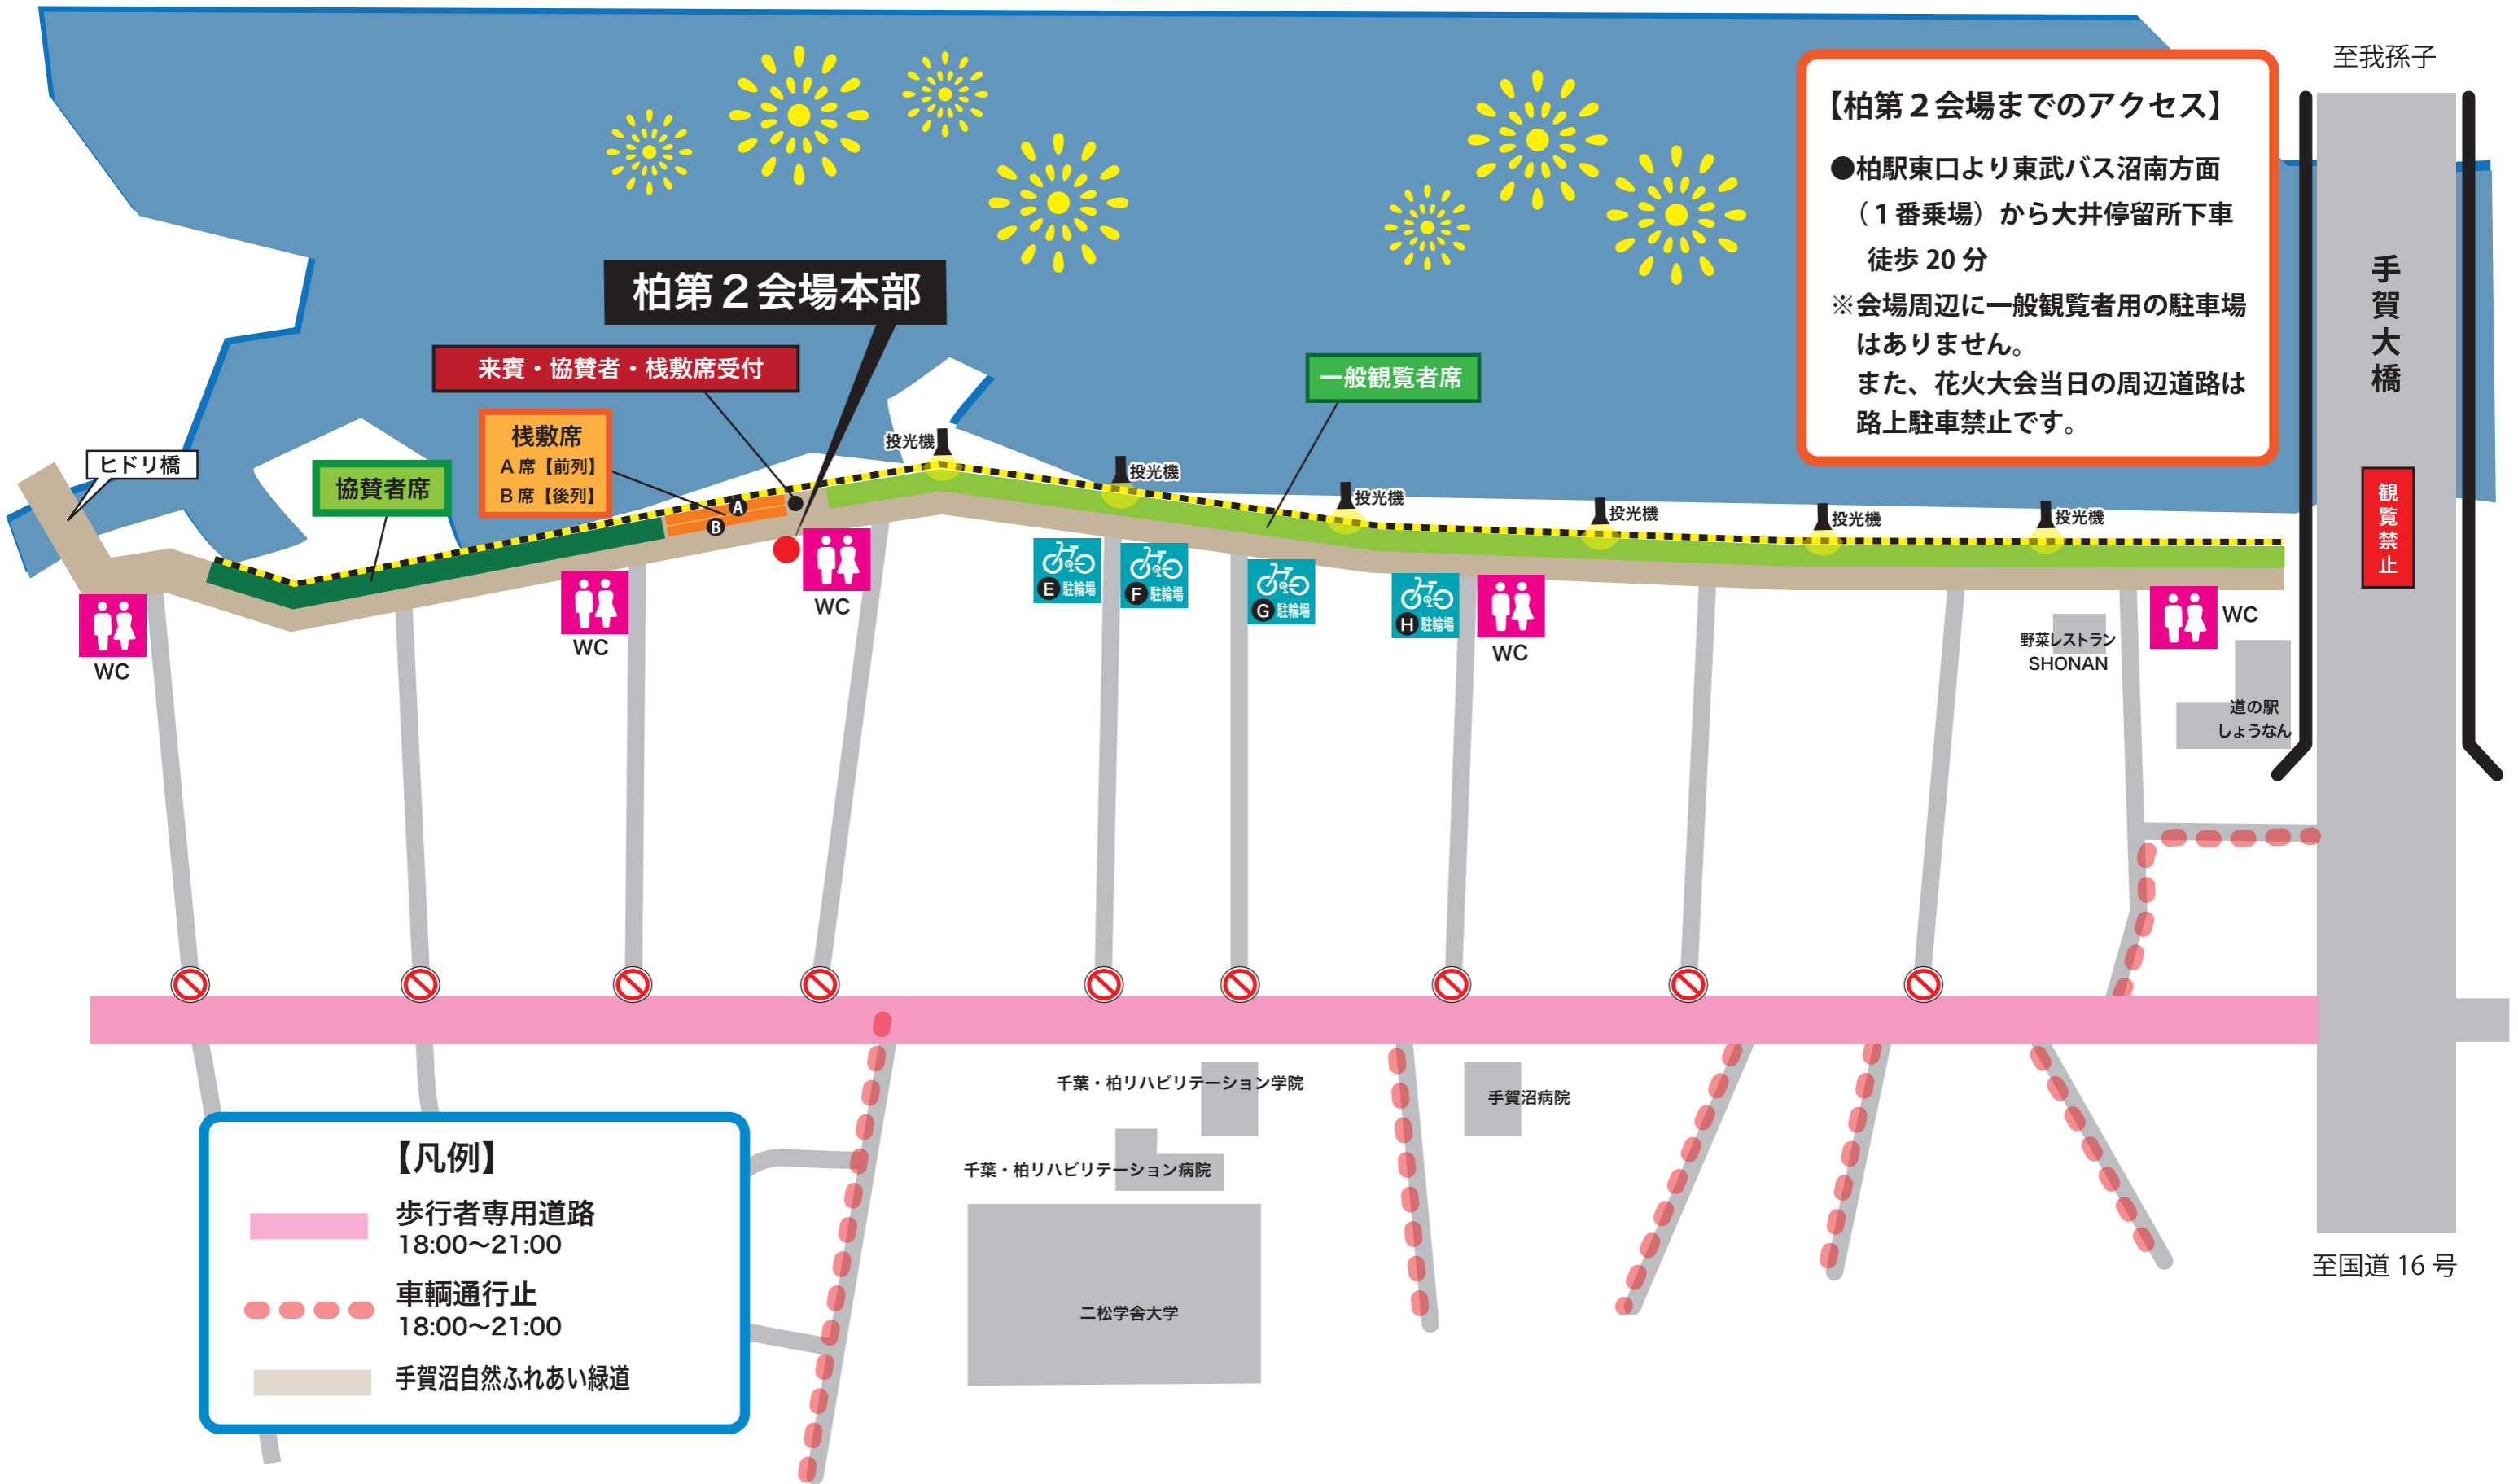 至我孫子
【柏第２会場までのアクセス】
●柏駅東口より東武バス沼南方面
（１番乗場）から大井停留所下車
徒歩 20 分
※会場周辺に一般観覧者用の駐車場
はありません。
また、花火大会当日の周辺道路は
路上駐車禁止です。
手賀大橋
観覧禁止
柏第２会場本部
来賓・協賛者・桟敷席受付
一般観覧者席
桟敷席
A 席【前列】
B 席【後列】
ヒドリ橋
協賛者席
A
B
投光機
投光機
投光機
投光機
投光機
投光機
E 駐輪場
F 駐輪場
G 駐輪場
H 駐輪場
WC
WC
WC
WC
WC
野菜レストラン
SHONAN
道の駅
しょうなん
千葉・柏リハビリテーション学院
手賀沼病院
千葉・柏リハビリテーション病院
二松学舎大学
至国道 16 号
【凡例】
歩行者専用道路
18:00〜21:00
車輌通行止
18:00〜21:00
手賀沼自然ふれあい緑道